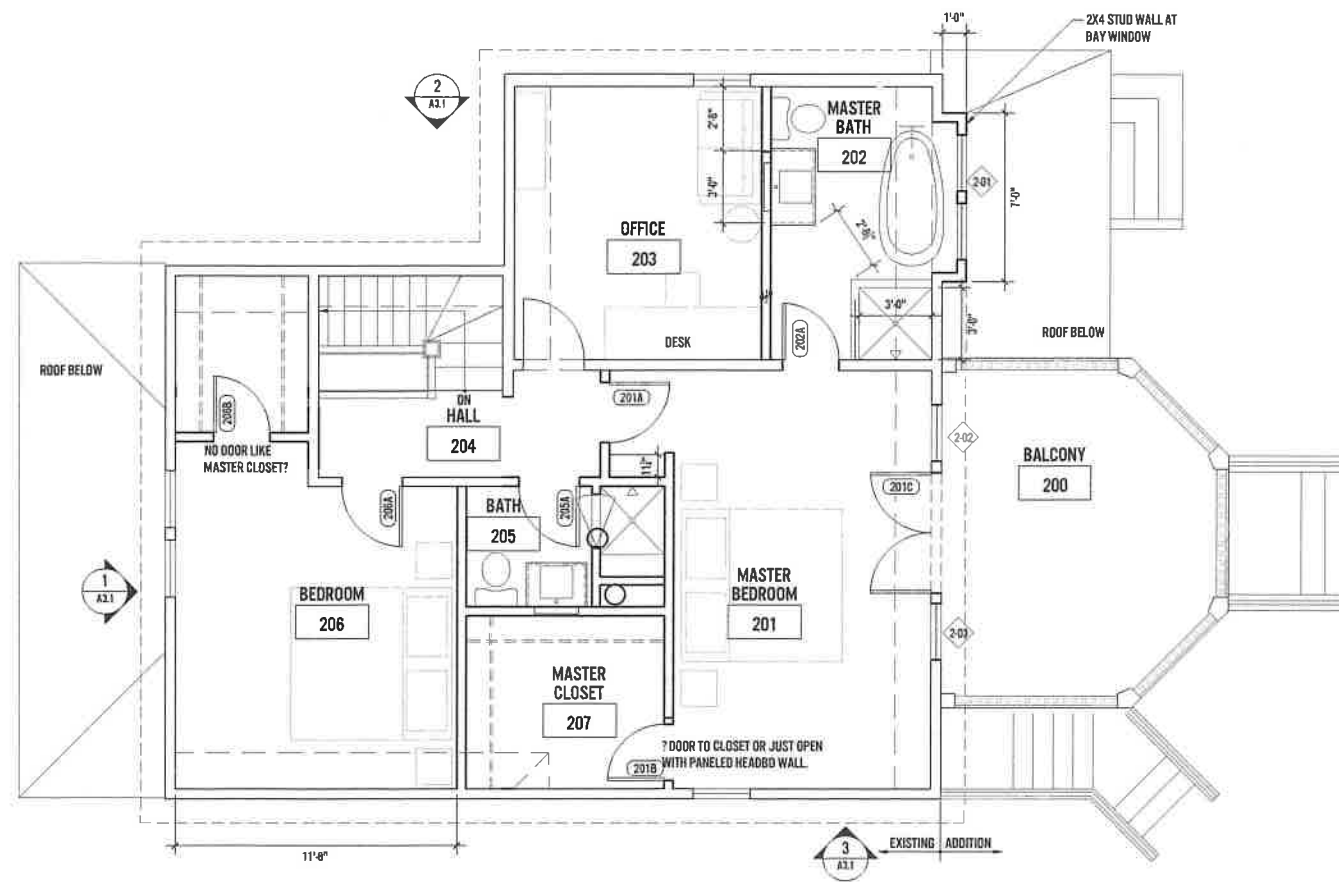 1'-0"
2X4 STUD WALL AT
BAY WINDOW
2
A3.1
MASTER
BATH
202
2'-6"
3'-0"
2-01
7'-0"
OFFICE
203
3'-0"
3'-0"
DESK
202A
ROOF BELOW
ROOF BELOW
DN
HALL
204
201A
206B
NO DOOR LIKE
MASTER CLOSET?
2-02
BALCONY
200
201C
206A
BATH
205
205A
1
A3.1
BEDROOM
206
MASTER
BEDROOM
201
2-03
MASTER
CLOSET
207
? DOOR TO CLOSET OR JUST OPEN
WITH PANELED HEADBD WALL.
201B
11'-6"
3
A3.1
EXISTING
ADDITION